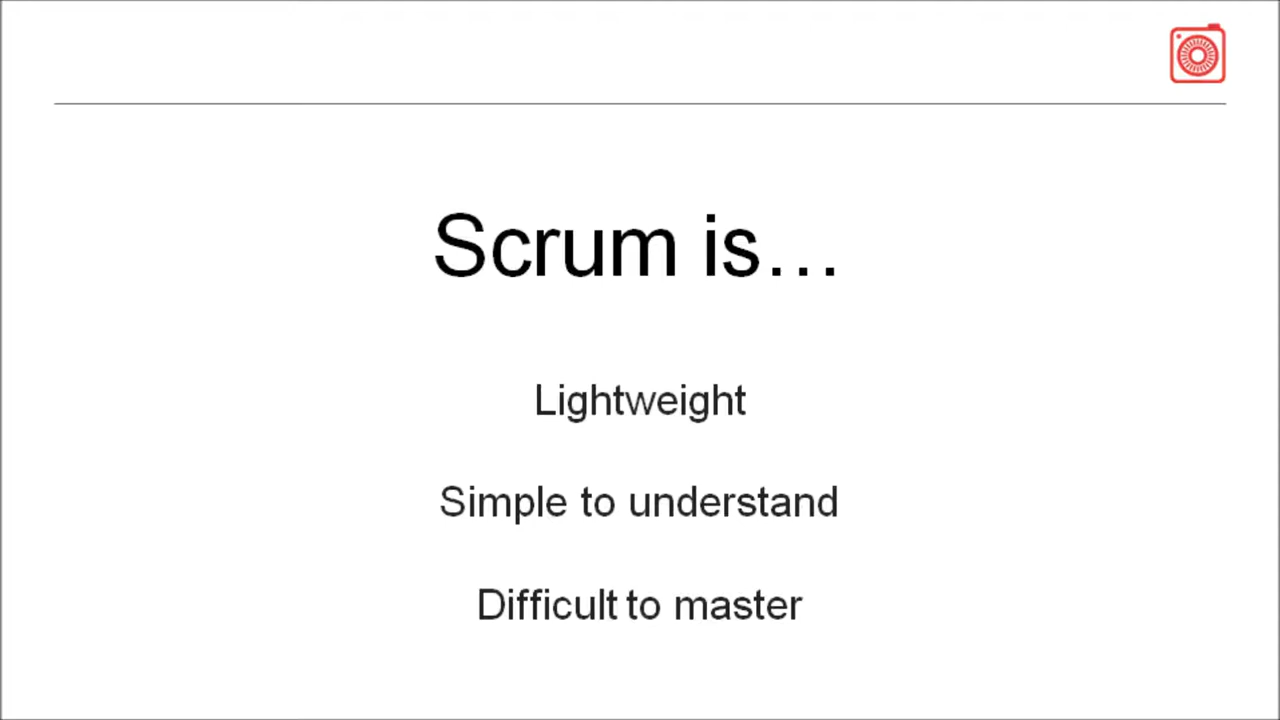 Scrum is…
Lightweight
Simple to understand
Difficult to master